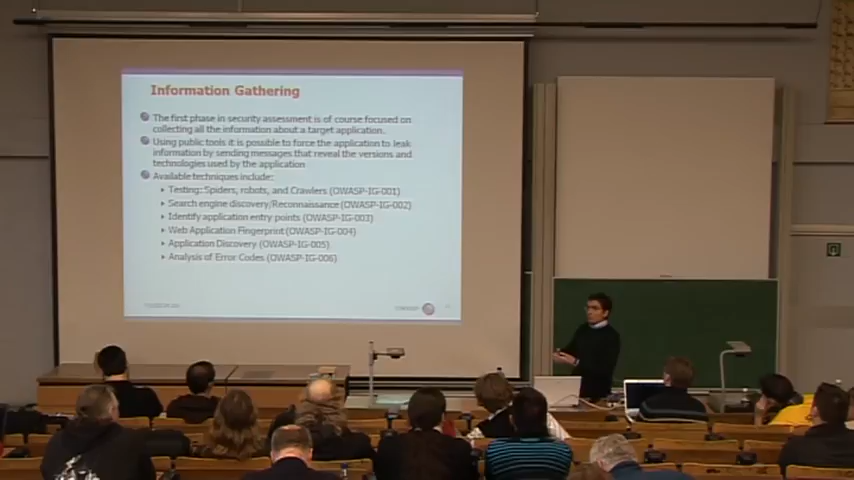 Information Gathering
The first phase in security assessment is of course focused on
collecting all the information about a target application.
Using public tools it is possible to force the application to leak
information by sending messages that reveal the versions and
technologies used by the application
Available techniques include:
Testing: Spiders, robots, and Crawlers (OWASP-IG-001)
Search engine discovery/Reconnaissance (OWASP-IG-002)
Identify application entry points (OWASP-IG-003)
Web Application Fingerprint (OWASP-IG-004)
Application Discovery (OWASP-IG-005)
Analysis of Error Codes (OWASP-IG-006)